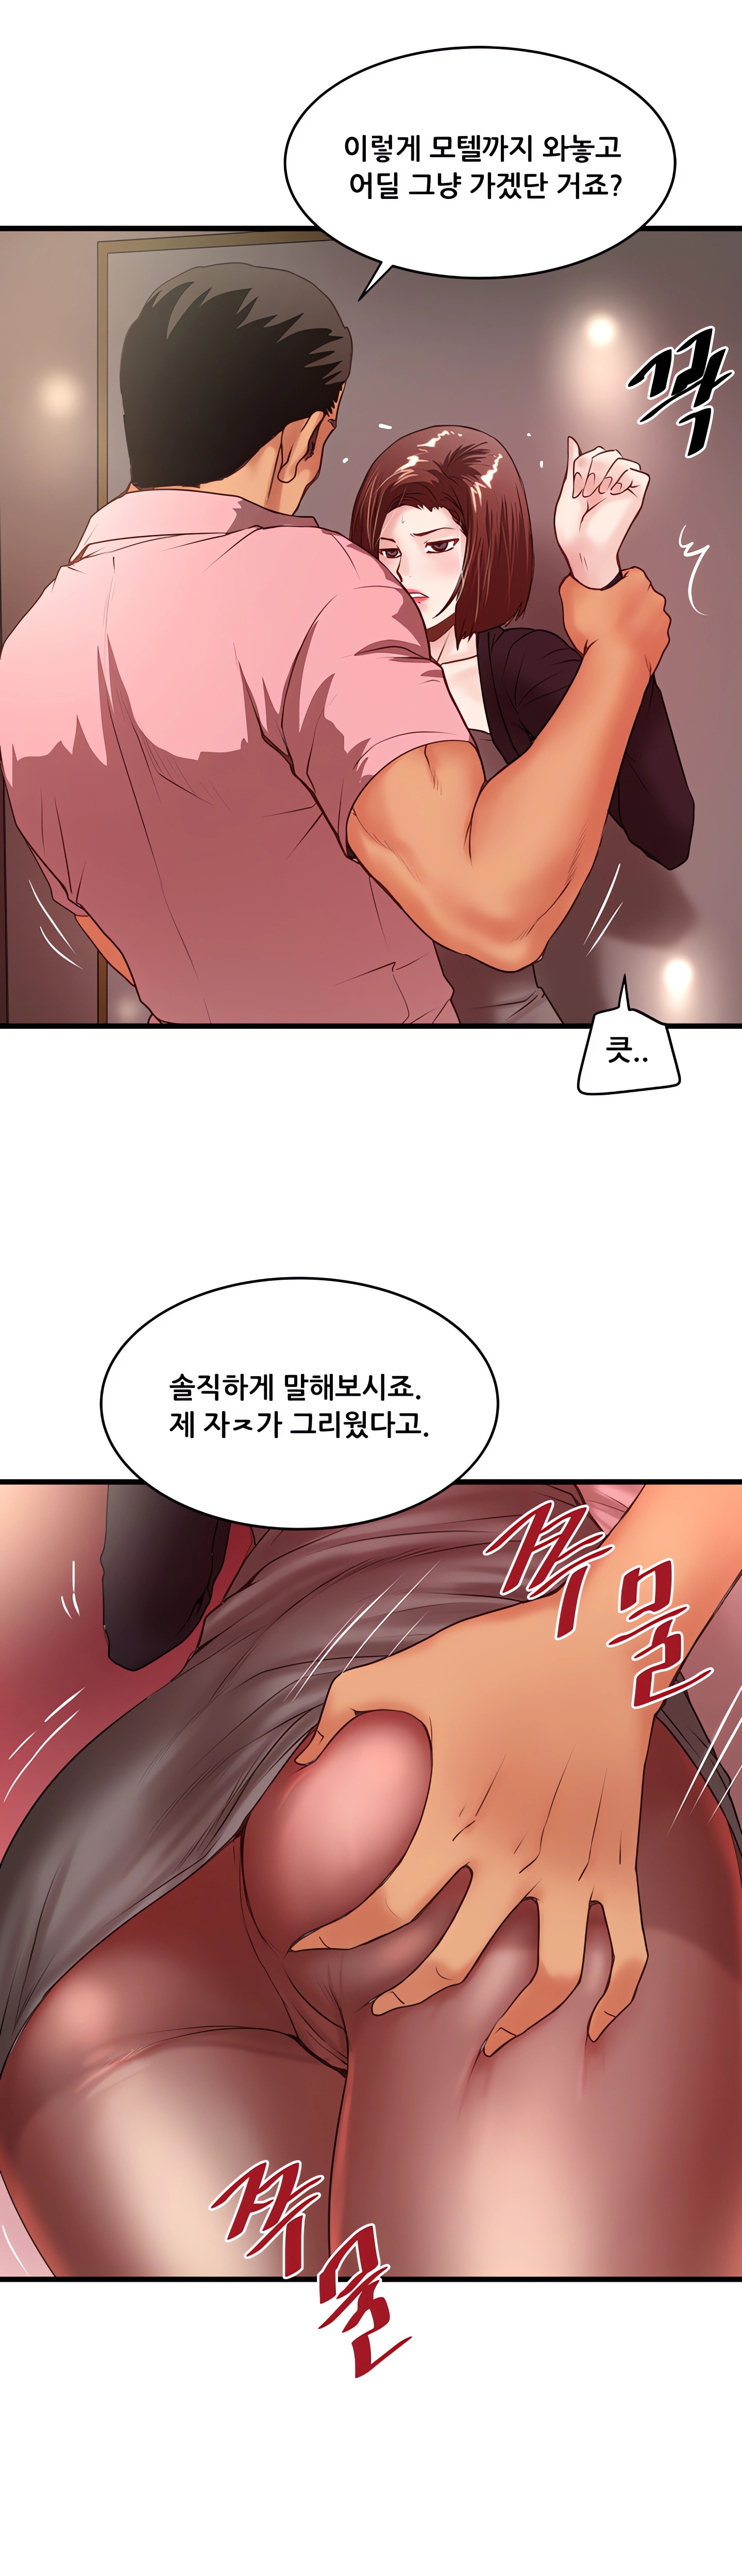 이렇게 모텔까지 와놓고
어딜 그냥 가겠단 거죠?
꽉
큿..
솔직하게 말해보시죠.
제 자ㅈ가 그리웠다고.
쪼물
쪼물